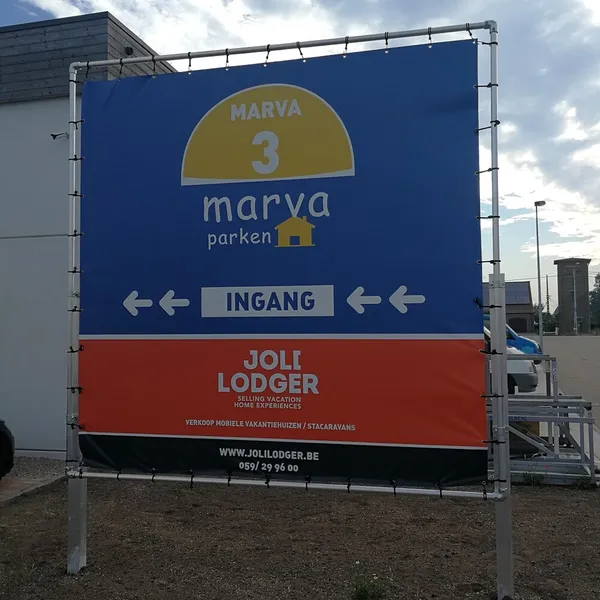 MARVA
3
marva
parken
INGANG
JOLI
LODGER
SELLING VACATION
HOME EXPERIENCES
VERKOOP MOBIELE VAKANTIEHUIZEN / STACARAVANS
WWW.JOLILODGER.BE
059/ 29 96 00